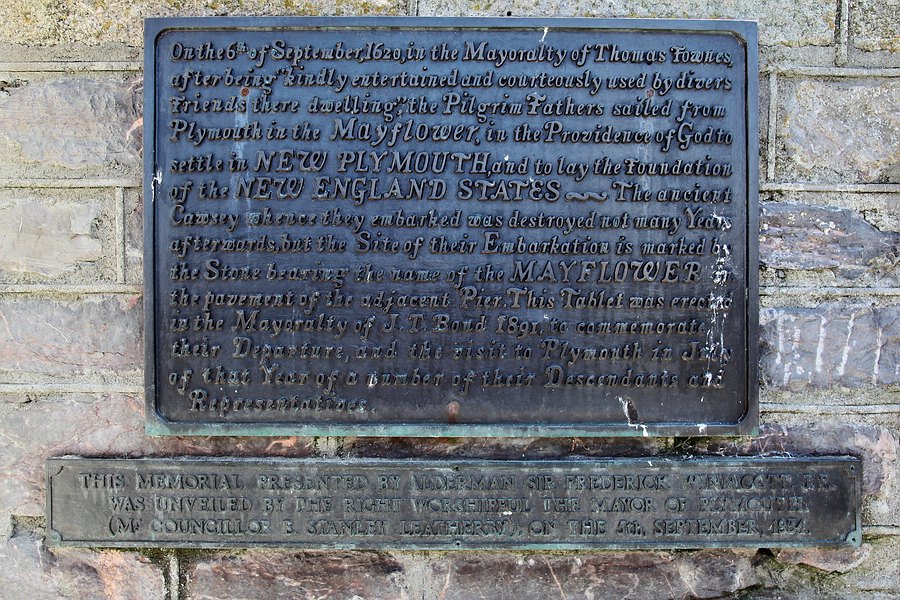 On the 6th of September, 1620, in the Mayoralty of Thomas Fownes,
after being "kindly entertained and courteously used by divers
Friends there dwelling", the Pilgrim Fathers sailed from
Plymouth in the Mayflower, in the Providence of God to
settle in NEW PLYMOUTH, and to lay the Foundation
of the NEW ENGLAND STATES ~ The ancient
Cawsey whence they embarked was destroyed not many Years
afterwards, but the Site of their Embarkation is marked by
the Stone bearing the name of the MAYFLOWER in
the pavement of the adjacent Pier. This Tablet was erected
in the Mayoralty of J. T. Bond 1891, to commemorate
their Departure, and the visit to Plymouth in July
of that Year of a number of their Descendants and
Representatives.
THIS MEMORIAL PRESENTED BY ALDERMAN SIR FREDERICK WINNICOTT J.P.
WAS UNVEILED BY THE RIGHT WORSHIPFUL THE MAYOR OF PLYMOUTH
(Mr COUNCILLOR E. STANLEY LEATHERBY), ON THE 5th. SEPTEMBER, 1934.